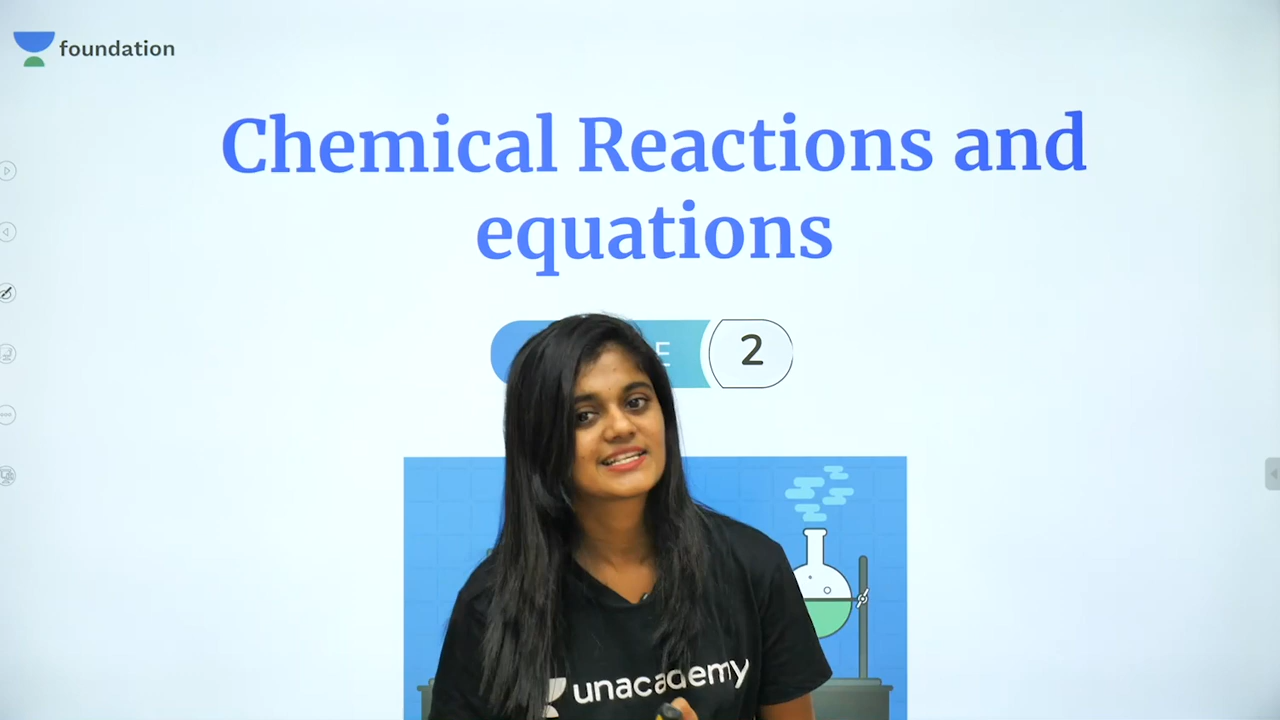 foundation
Chemical Reactions and
equations
E 2
unacademy